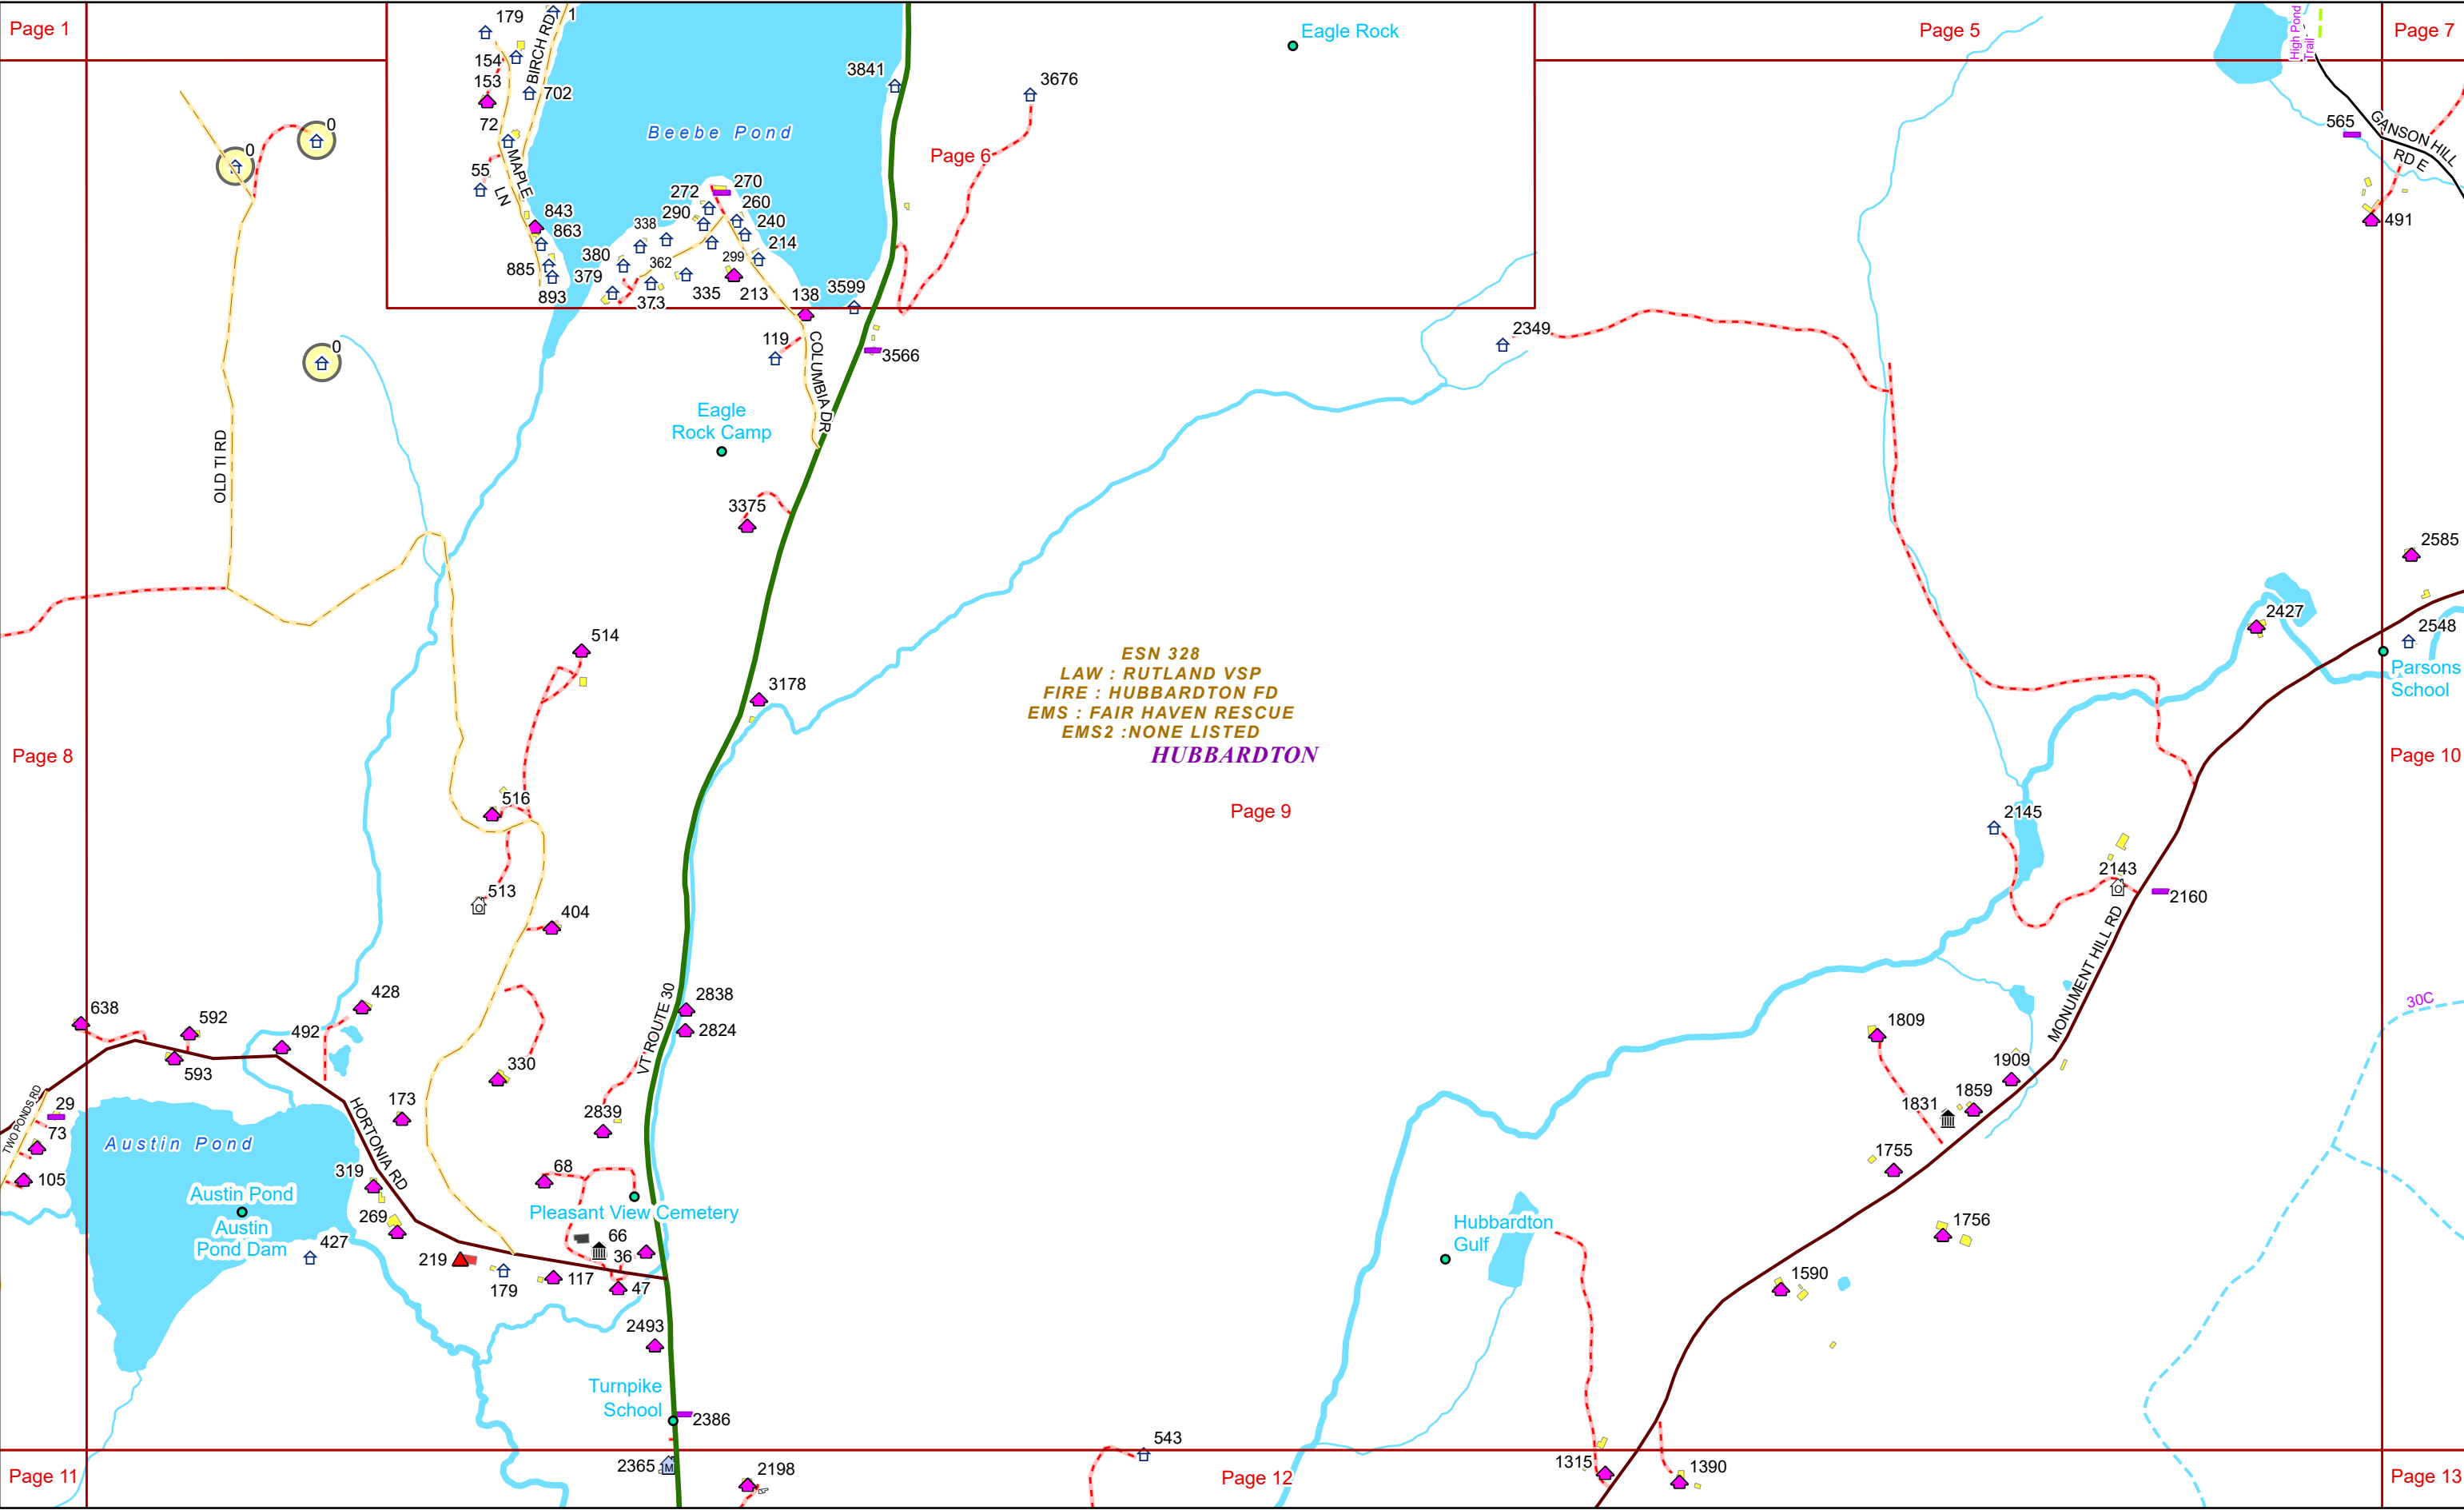 Page 1
179
1
BIRCH RD
154
153
702
72
MAPLE
LN
55
843
863
885
893
Beebe Pond
272
270
290
260
240
214
338
380
362
299
379
373
335
213
138
3599
3841
3676
Page 6
Eagle Rock
Page 5
High Pond
Trail
Page 7
565
GANSON HILL
RD E
491
0
0
0
OLD TI RD
119
COLUMBIA DR
3566
2349
Eagle
Rock Camp
3375
2585
2427
2548
Parsons
School
514
3178
ESN 328
LAW : RUTLAND VSP
FIRE : HUBBARDTON FD
EMS : FAIR HAVEN RESCUE
EMS2 :NONE LISTED
HUBBARDTON
Page 8
Page 9
Page 10
516
513
404
2145
2143
2160
MONUMENT HILL RD
30C
638
592
593
492
428
330
VT ROUTE 30
2838
2824
2839
1809
1909
1859
1831
1755
1756
1590
TWO PONDS RD
29
73
105
Austin Pond
Austin Pond
Austin
Pond Dam
HORTONIA RD
173
319
269
427
219
179
68
Pleasant View Cemetery
66
36
117
47
2493
Turnpike
School
2386
Hubbardton
Gulf
Page 11
2365
M
2198
543
Page 12
1315
1390
Page 13